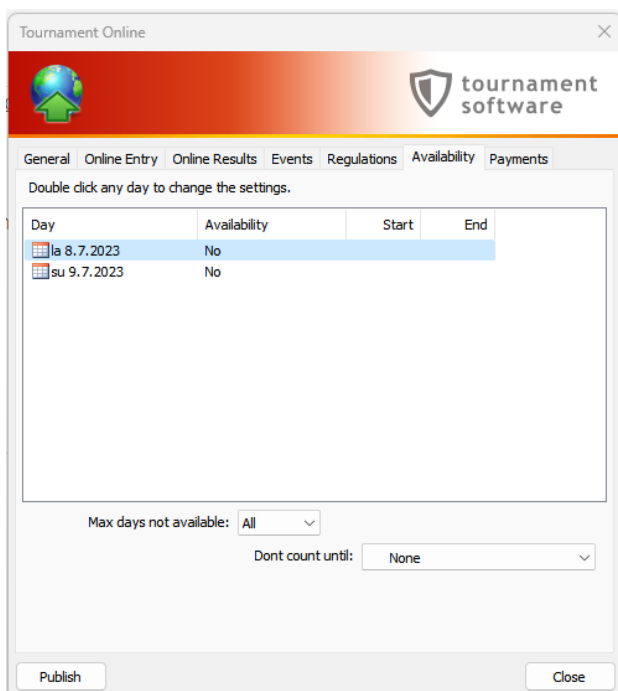 Tournament Online
tournament
software
General Online Entry Online Results Events Regulations Availability Payments
Double click any day to change the settings.
Day Availability Start End
la 8.7.2023 No
su 9.7.2023 No
Max days not available: All
Dont count until: None
Publish Close